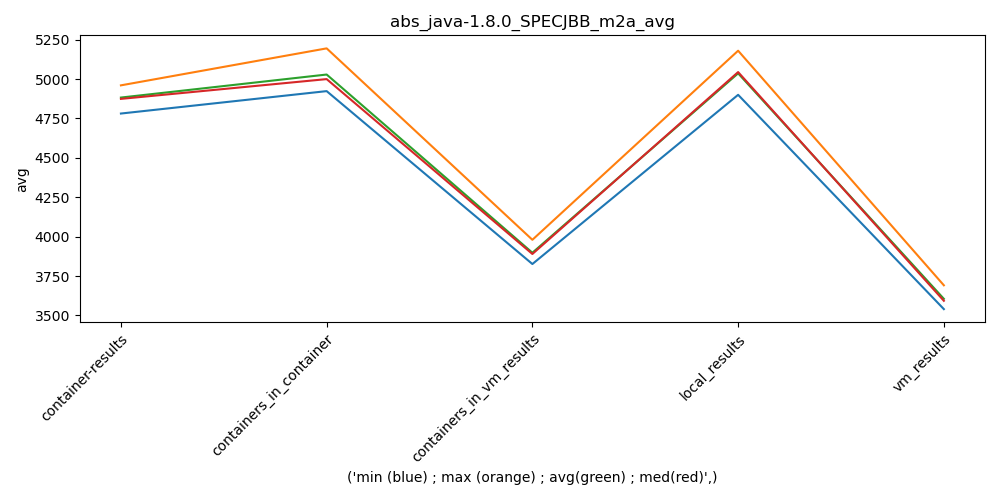 abs_java-1.8.0_SPECJBB_m2a_avg
5250
5000
4750
4500
4250
4000
3750
3500
avg
container-results
containers_in_container
containers_in_vm_results
local_results
vm_results
('min (blue) ; max (orange) ; avg(green) ; med(red)',)